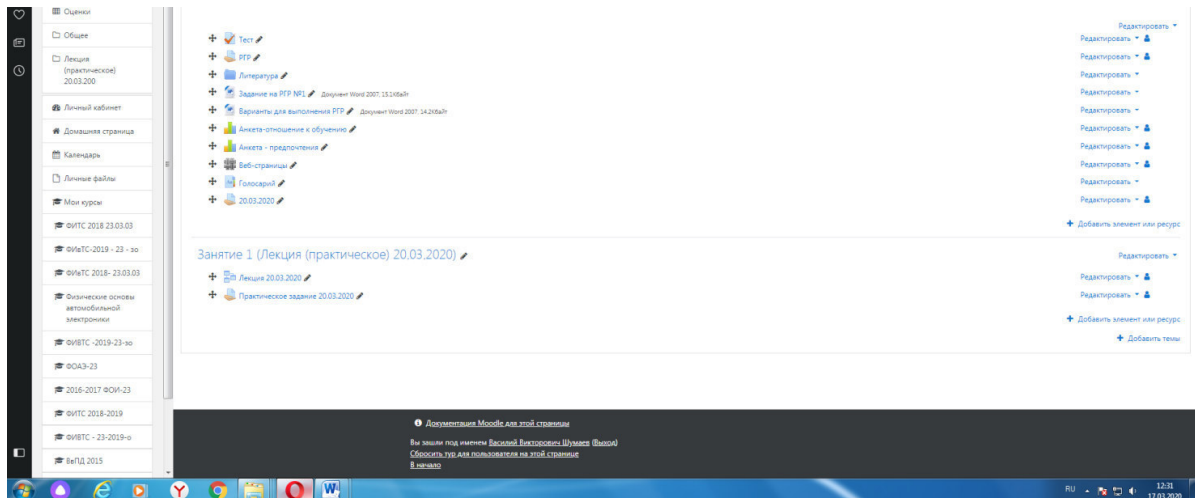 Оценки
Общее
Лекция
(практическое)
20.03.200
Личный кабинет
Домашняя страница
Календарь
Личные файлы
Мои курсы
ФИТС 2018 23.03.03
ФИвТС-2019 - 23 - зо
ФИвТС 2018- 23.03.03
Физические основы
автомобильной
электроники
ФИВТС -2019-23-зо
ФОАЭ-23
2016-2017 ФОИ-23
ФИТС 2018-2019
ФИВТС - 23-2019-о
ВеПД 2015
Редактировать
Тест Редактировать
РГР Редактировать
Литература Редактировать
Задание на РГР №1 Документ Word 2007, 15.1Кбайт Редактировать
Варианты для выполнения РГР Документ Word 2007, 14.2Кбайт Редактировать
Анкета-отношение к обучению Редактировать
Анкета - предпочтения Редактировать
Веб-страницы Редактировать
Голосарий Редактировать
20.03.2020 Редактировать
+ Добавить элемент или ресурс
Занятие 1 (Лекция (практическое) 20.03.2020) Редактировать
Лекция 20.03.2020 Редактировать
Практическое задание 20.03.2020 Редактировать
+ Добавить элемент или ресурс
+ Добавить темы
Документация Moodle для этой страницы
Вы зашли под именем Василий Викторович Шумаев (Выход)
Сбросить тур для пользователя на этой странице
В начало
RU 12:31
17.03.2020